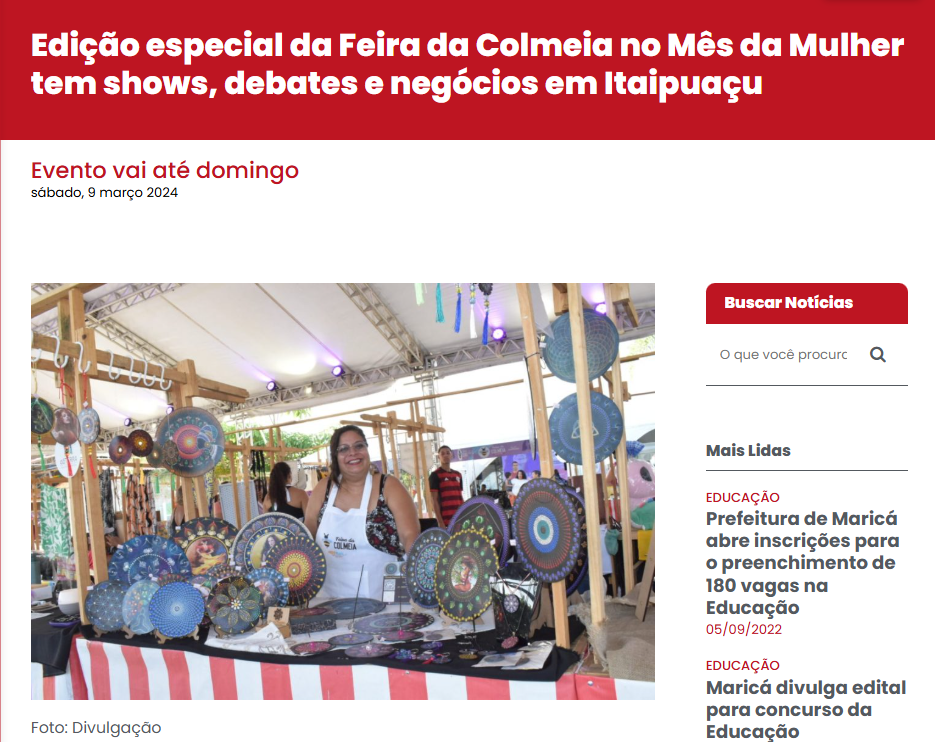 Edição especial da Feira da Colmeia no Mês da Mulher
tem shows, debates e negócios em Itaipuaçu
Evento vai até domingo
sábado, 9 março 2024
Buscar Notícias
O que você procurc
Mais Lidas
EDUCAÇÃO
Prefeitura de Maricá
abre inscrições para
o preenchimento de
180 vagas na
Educação
05/09/2022
EDUCAÇÃO
Maricá divulga edital
para concurso da
Educação
COLMEIA
Foto: Divulgação